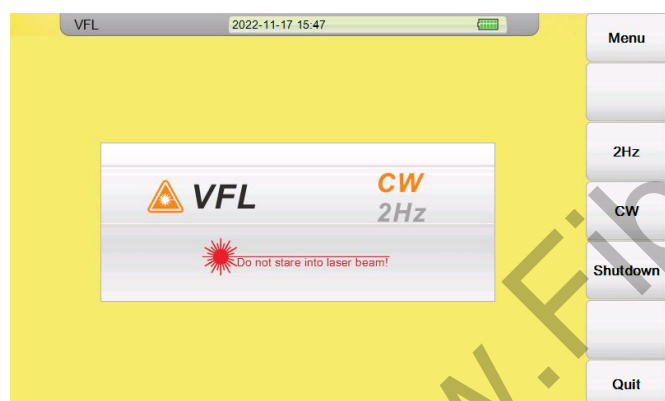 VFL 2022-11-17 15:47
Menu
2Hz
CW
Shutdown
Quit
VFL
CW
2Hz
Do not stare into laser beam!